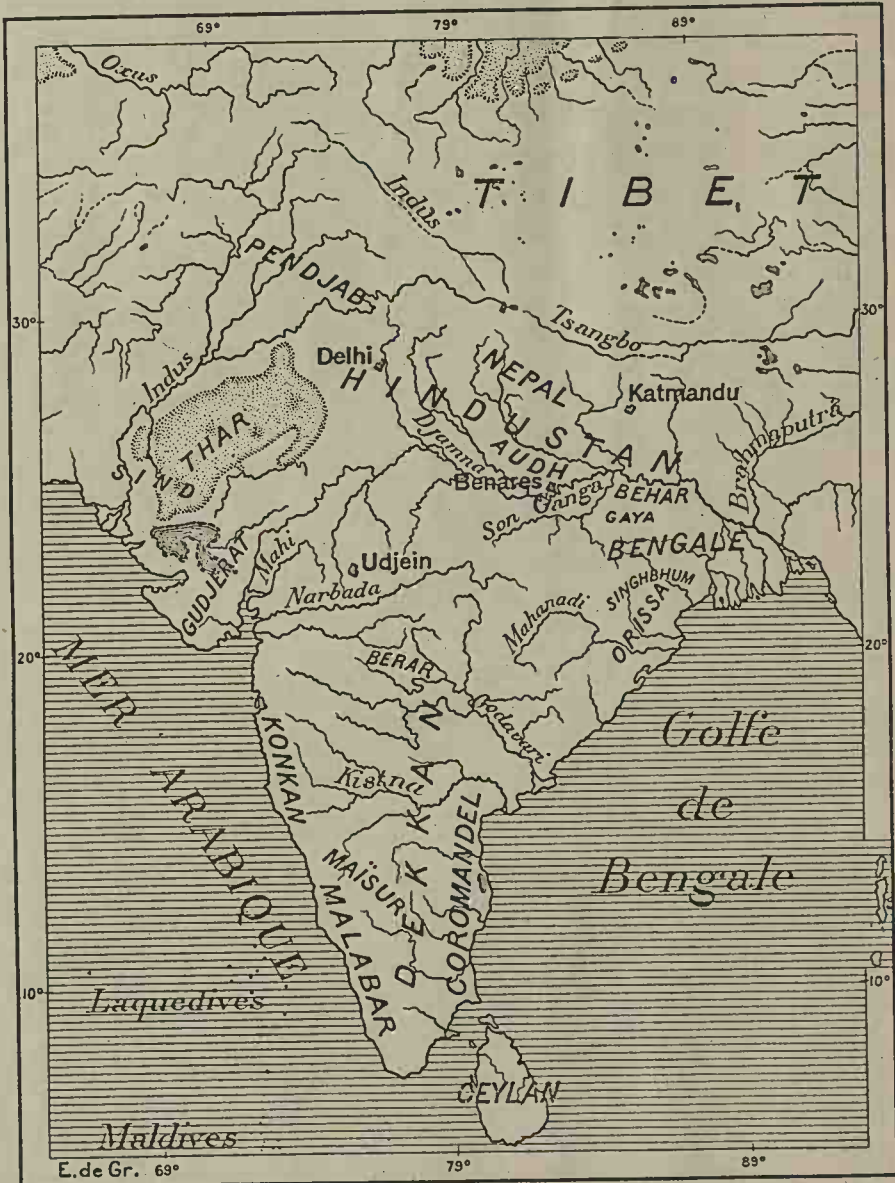 69° 79° 89°
Oxus
Indus
TIBET
PENDJAB
30° 30°
Tsangbo
Indus
Delhi
NEPAL
Katmandu
HINDUSTAN
THAR
SIND
Djamna
AUDH
Brahmaputra
Benares
Ganga
BEHAR
Son
GAYA
BENGALE
GUDJERAT
Mahi
Udjein
SINGHBHUM
Narbada
Mahanadi
ORISSA
20° 20°
BERAR
MER ARABIQUE
Godavari
Golfe
de
Bengale
KONKAN
Kistna
DEKKAN
COROMANDEL
MAÏSUR
MALABAR
10° 10°
Laquedives
CEYLAN
Maldives
E. de Gr. 69° 79° 89°